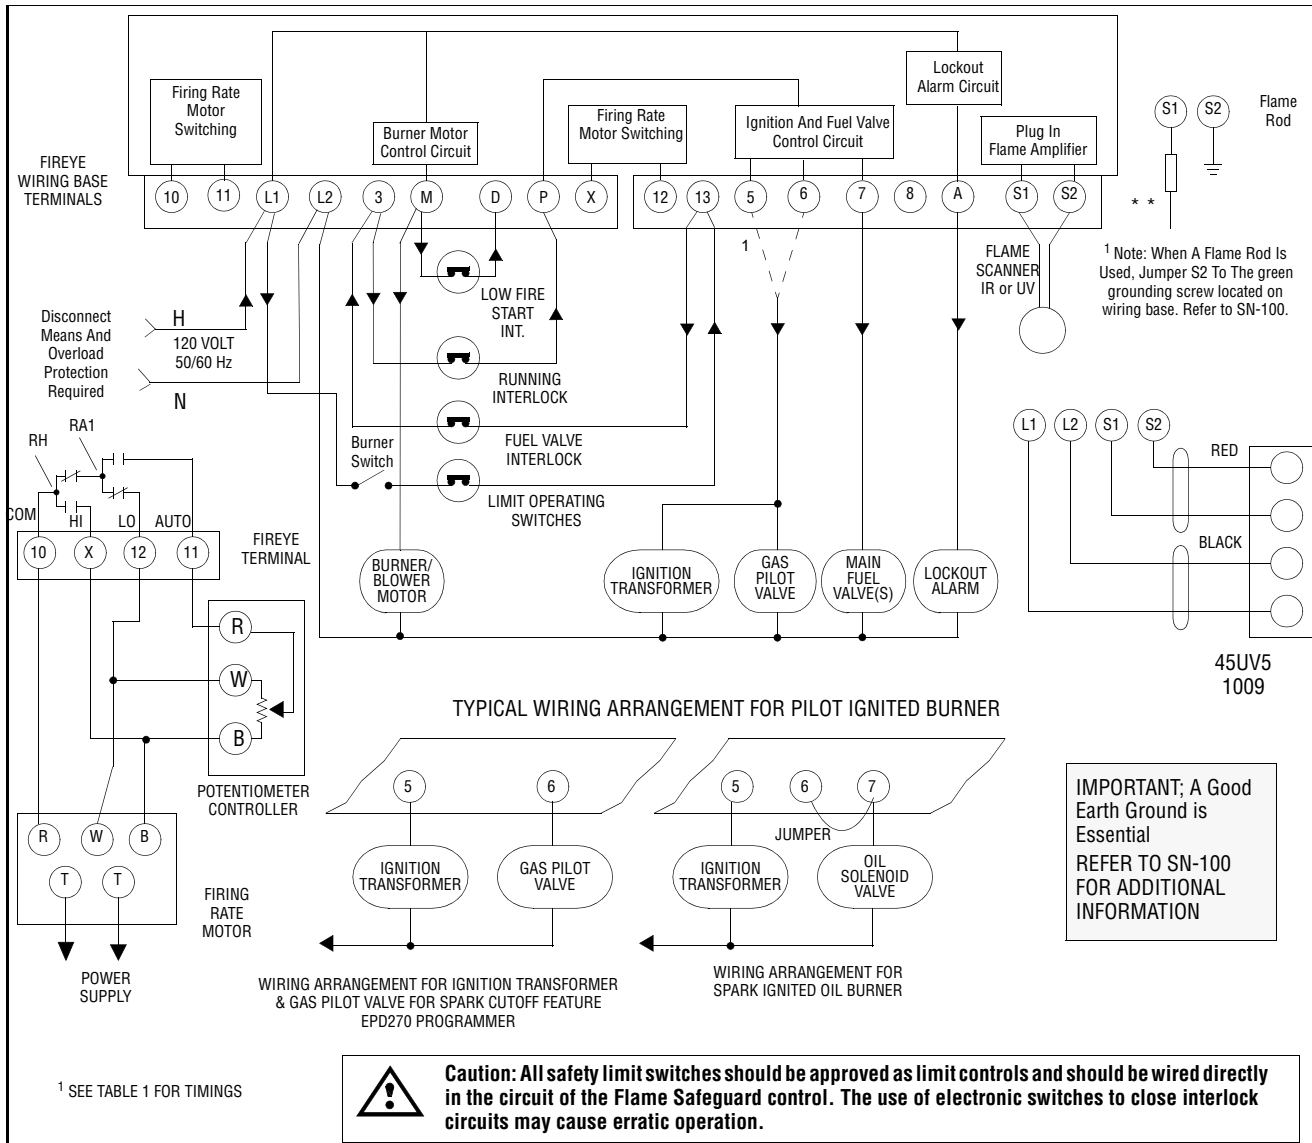 Firing Rate
Motor
Switching
Burner Motor
Control Circuit
Firing Rate
Motor Switching
Ignition And Fuel Valve
Control Circuit
Lockout
Alarm Circuit
Plug In
Flame Amplifier
S1
S2
Flame
Rod
* *
FIREYE
WIRING BASE
TERMINALS
10
11
L1
L2
3
M
D
P
X
12
13
5
6
7
8
A
S1
S2
1
FLAME
SCANNER
IR or UV
1 Note: When A Flame Rod Is
Used, Jumper S2 To The green
grounding screw located on
wiring base. Refer to SN-100.
LOW FIRE
START
INT.
Disconnect
Means And
Overload
Protection
Required
H
120 VOLT
50/60 Hz
N
RUNNING
INTERLOCK
FUEL VALVE
INTERLOCK
Burner
Switch
LIMIT OPERATING
SWITCHES
RH
RA1
COM
HI
LO
AUTO
10
X
12
11
FIREYE
TERMINAL
BURNER/
BLOWER
MOTOR
IGNITION
TRANSFORMER
GAS
PILOT
VALVE
MAIN
FUEL
VALVE(S)
LOCKOUT
ALARM
L1
L2
S1
S2
RED
BLACK
45UV5
1009
R
W
B
POTENTIOMETER
CONTROLLER
R
W
B
T
T
FIRING
RATE
MOTOR
POWER
SUPPLY
TYPICAL WIRING ARRANGEMENT FOR PILOT IGNITED BURNER
5
6
IGNITION
TRANSFORMER
GAS PILOT
VALVE
WIRING ARRANGEMENT FOR IGNITION TRANSFORMER
& GAS PILOT VALVE FOR SPARK CUTOFF FEATURE
EPD270 PROGRAMMER
5
6
7
JUMPER
IGNITION
TRANSFORMER
OIL
SOLENOID
VALVE
WIRING ARRANGEMENT FOR
SPARK IGNITED OIL BURNER
IMPORTANT; A Good
Earth Ground is
Essential
REFER TO SN-100
FOR ADDITIONAL
INFORMATION
1 SEE TABLE 1 FOR TIMINGS
Caution: All safety limit switches should be approved as limit controls and should be wired directly
in the circuit of the Flame Safeguard control. The use of electronic switches to close interlock
circuits may cause erratic operation.